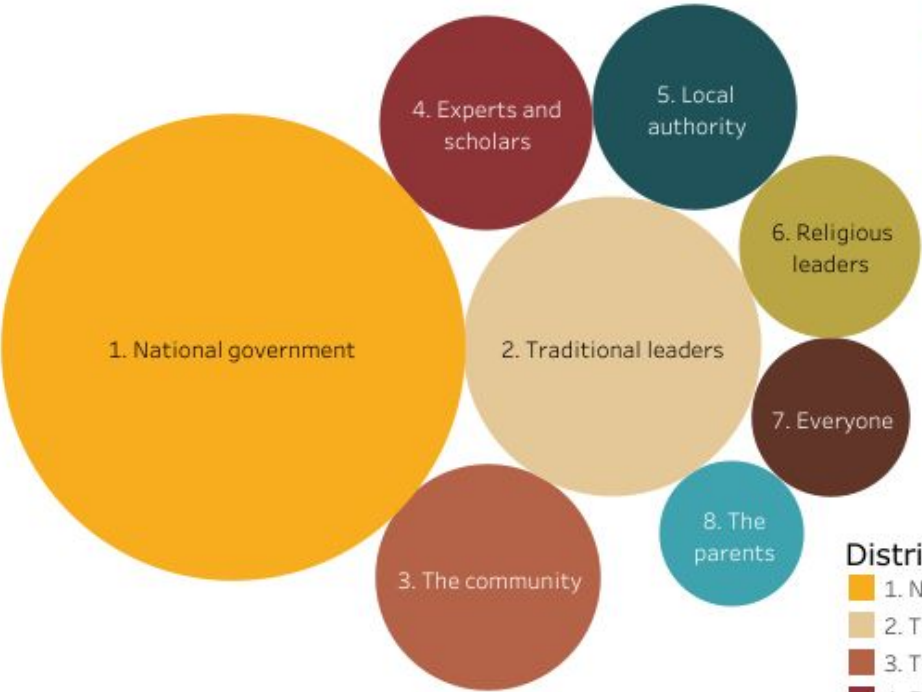 4. Experts and
scholars
5. Local
authority
6. Religious
leaders
1. National government
2. Traditional leaders
7. Everyone
8. The
parents
3. The community
Distri
1. N
2. T
3. T